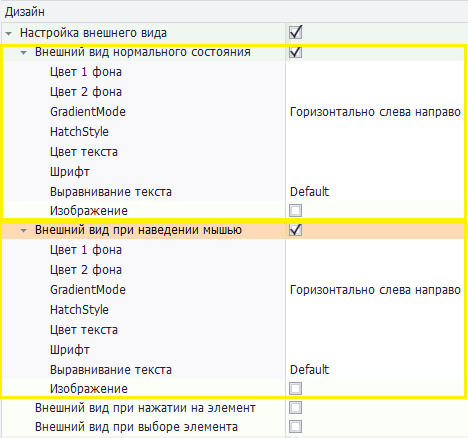 Дизайн
Настройка внешнего вида
Внешний вид нормального состояния
Цвет 1 фона
Цвет 2 фона
GradientMode Горизонтально слева направо
HatchStyle
Цвет текста
Шрифт
Выравнивание текста Default
Изображение
Внешний вид при наведении мышью
Цвет 1 фона
Цвет 2 фона
GradientMode Горизонтально слева направо
HatchStyle
Цвет текста
Шрифт
Выравнивание текста Default
Изображение
Внешний вид при нажатии на элемент
Внешний вид при выборе элемента